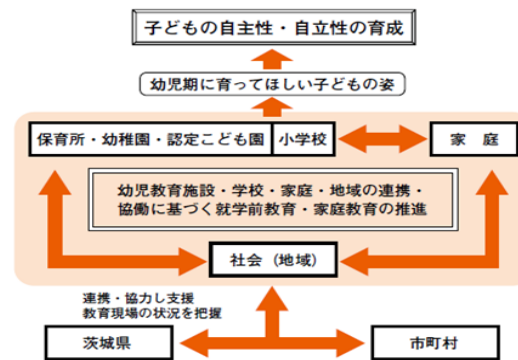 子どもの自主性・自立性の育成
幼児期に育ってほしい子どもの姿
保育所・幼稚園・認定こども園
小学校
家 庭
幼児教育施設・学校・家庭・地域の連携・
協働に基づく就学前教育・家庭教育の推進
社会（地域）
連携・協力し支援
教育現場の状況を把握
茨城県
市町村